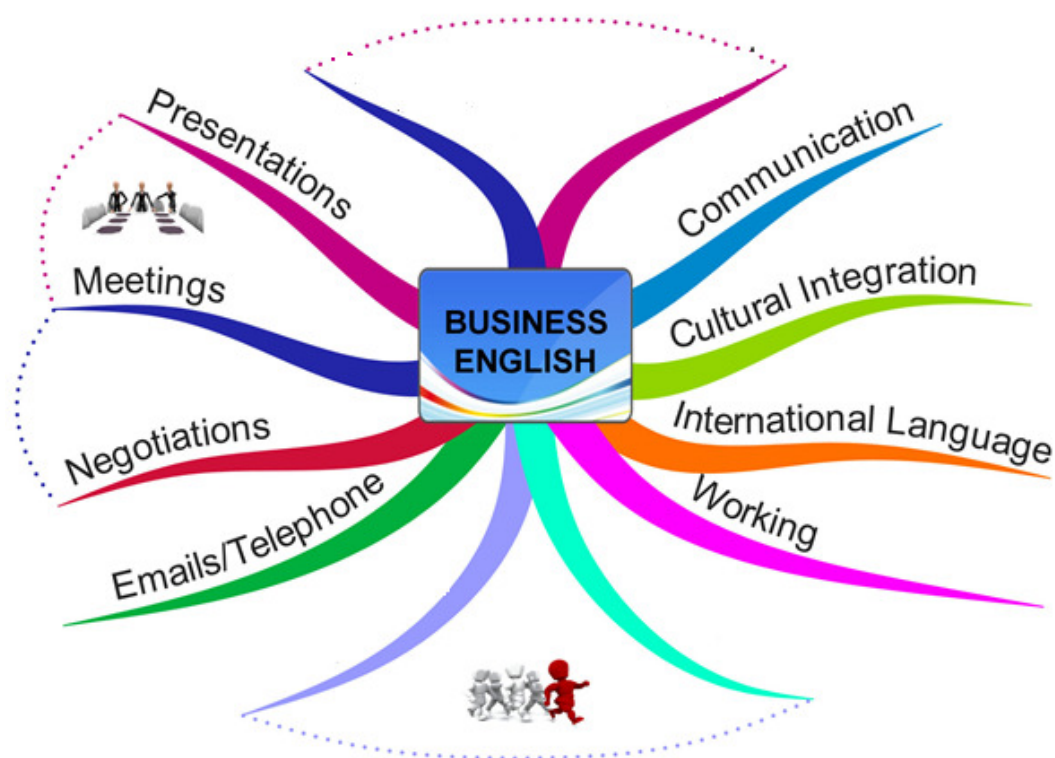 Presentations
Communication
Meetings
Cultural Integration
BUSINESS
ENGLISH
Negotiations
International Language
Emails/Telephone
Working